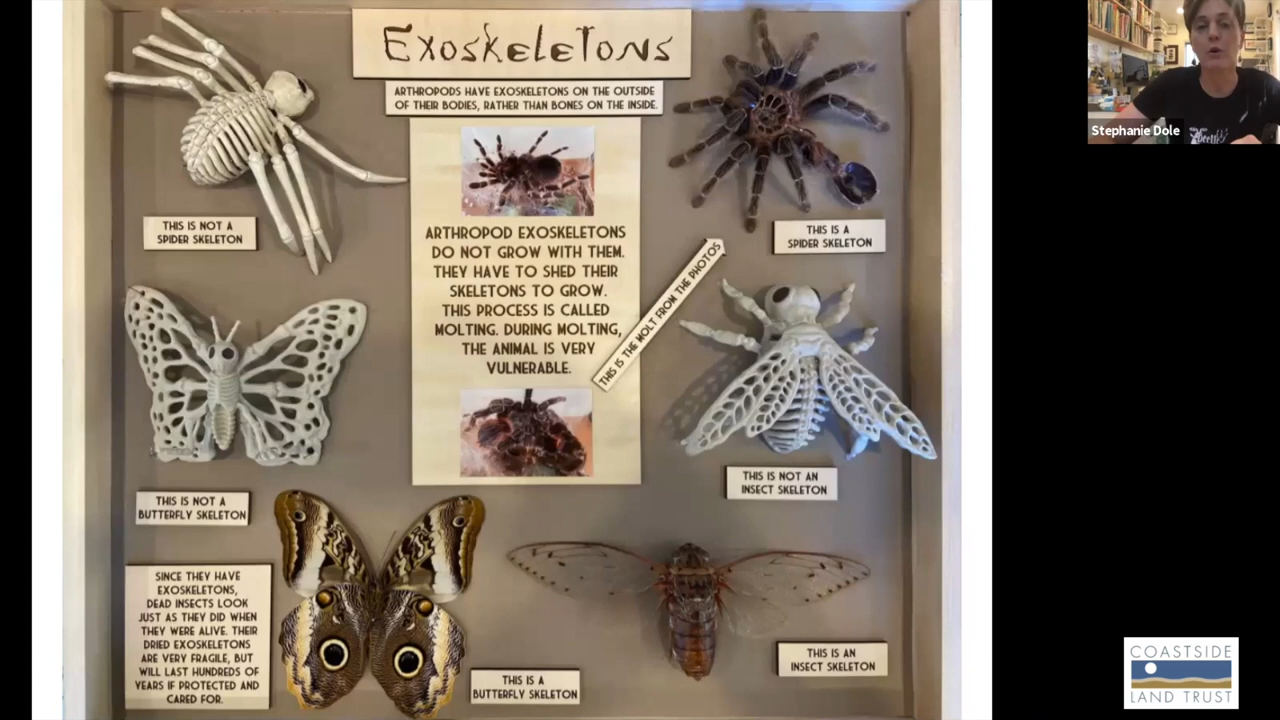 EXOSKELETONS
ARTHROPODS HAVE EXOSKELETONS ON THE OUTSIDE
OF THEIR BODIES, RATHER THAN BONES ON THE INSIDE.
Stephanie Dole
THIS IS NOT A
SPIDER SKELETON
THIS IS A
SPIDER SKELETON
ARTHROPOD EXOSKELETONS
DO NOT GROW WITH THEM.
THEY HAVE TO SHED THEIR
SKELETONS TO GROW.
THIS PROCESS IS CALLED
MOLTING. DURING MOLTING,
THE ANIMAL IS VERY
VULNERABLE.
THIS IS THE MOLT FROM THE PHOTOS
THIS IS NOT A
BUTTERFLY SKELETON
THIS IS NOT AN
INSECT SKELETON
SINCE THEY HAVE
EXOSKELETONS,
DEAD INSECTS LOOK
JUST AS THEY DID WHEN
THEY WERE ALIVE. THEIR
DRIED EXOSKELETONS
ARE VERY FRAGILE, BUT
WILL LAST HUNDREDS OF
YEARS IF PROTECTED AND
CARED FOR.
THIS IS A
BUTTERFLY SKELETON
THIS IS AN
INSECT SKELETON
COASTSIDE
LAND TRUST